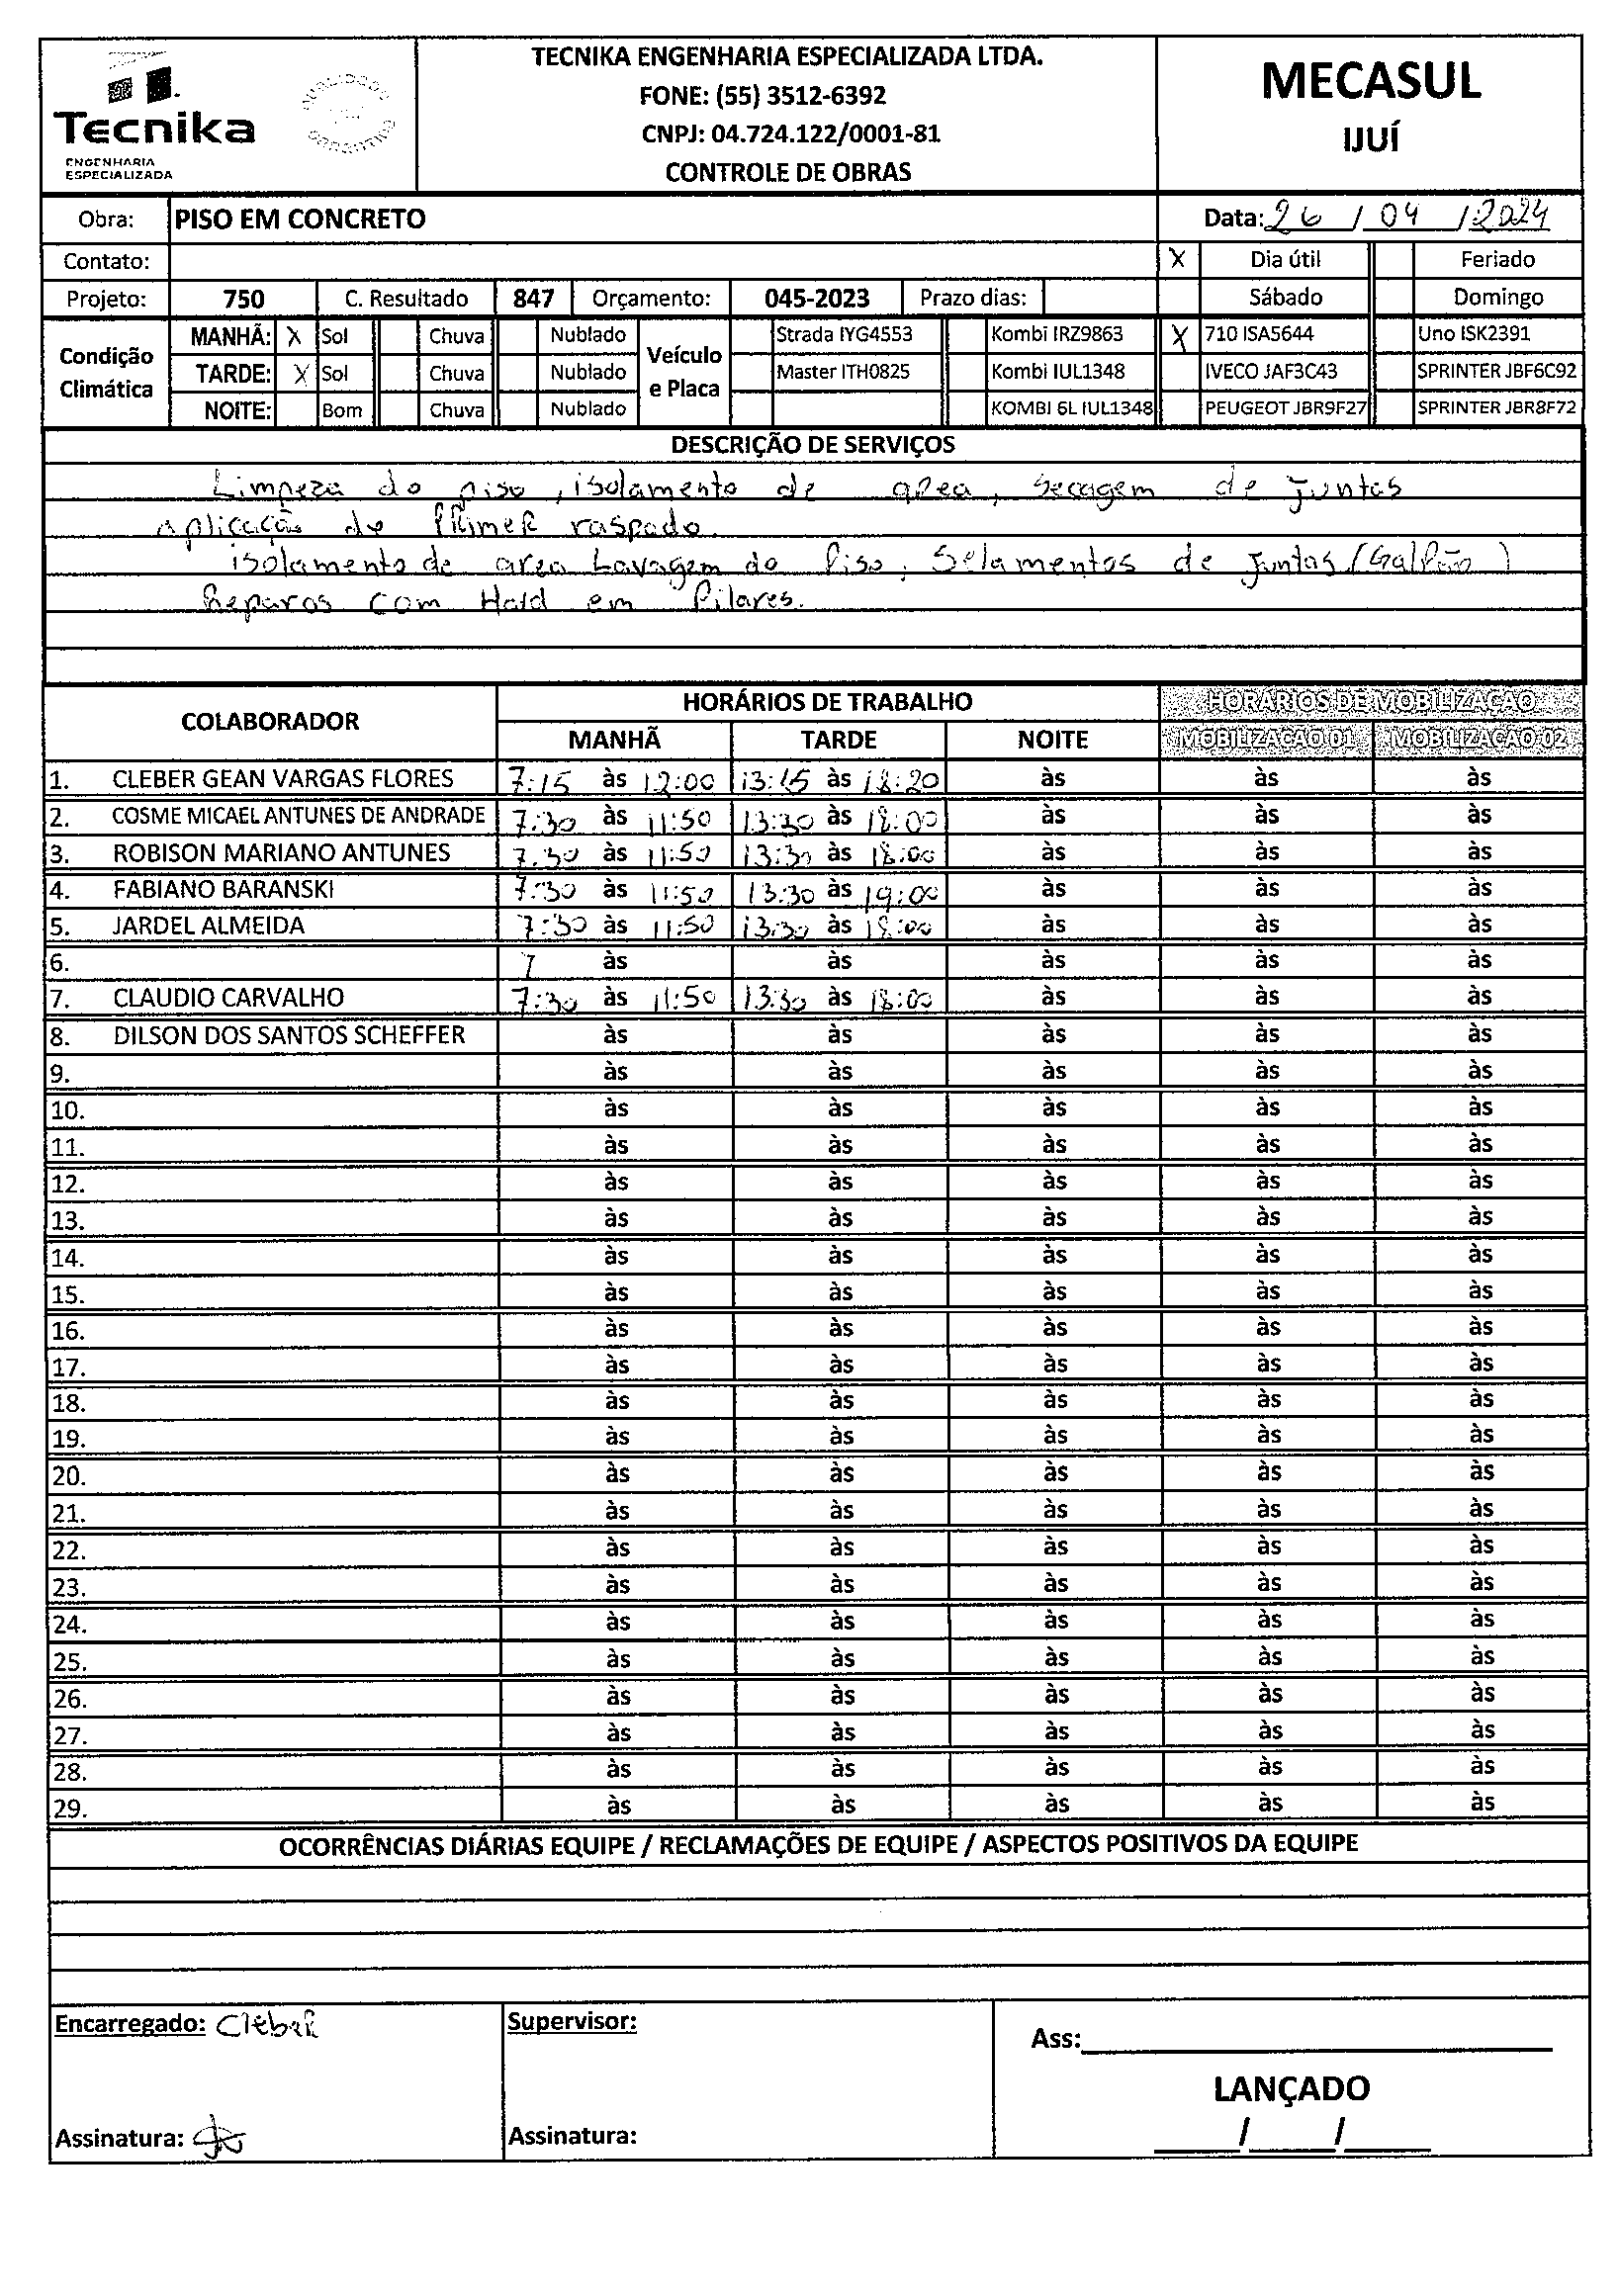 Tecnika
ENGENHARIA
ESPECIALIZADA
TECNIKA ENGENHARIA ESPECIALIZADA LTDA.
FONE: (55) 3512-6392
CNPJ: 04.724.122/0001-81
CONTROLE DE OBRAS
MECASUL
IJUÍ
Obra: PISO EM CONCRETO Data: 26 / 04 / 2024
Contato: X Dia útil Feriado
Projeto: 750 C. Resultado 847 Orçamento: 045-2023 Prazo dias: Sábado Domingo
Condição Climática
MANHÃ: X Sol Chuva Nublado
TARDE: X Sol Chuva Nublado
NOITE: Bom Chuva Nublado
Veículo e Placa
Strada IYG4553 Kombi IRZ9863 X 710 ISA5644 Uno ISK2391
Master ITH0825 Kombi IUL1348 IVECO JAF3C43 SPRINTER JBF6C92
KOMBI 6L IUL1348 PEUGEOT JBR9F27 SPRINTER JBR8F72
DESCRIÇÃO DE SERVIÇOS
Limpeza do piso, isolamento de area, secagem de juntas
aplicação de PRimeR raspado.
isolamento de area Lavagem do Piso, Selamentos de juntas (Galpão)
Reparos com Hald em Pilares.
COLABORADOR HORÁRIOS DE TRABALHO HORÁRIOS DE MOBILIZAÇÃO
MANHÃ TARDE NOITE MOBILIZAÇÃO 01 MOBILIZAÇÃO 02
1. CLEBER GEAN VARGAS FLORES 7:15 às 12:00 13:15 às 18:20 às às às
2. COSME MICAEL ANTUNES DE ANDRADE 7:30 às 11:50 13:30 às 18:00 às às às
3. ROBISON MARIANO ANTUNES 7:30 às 11:50 13:30 às 18:00 às às às
4. FABIANO BARANSKI 7:30 às 11:50 13:30 às 19:00 às às às
5. JARDEL ALMEIDA 7:30 às 11:50 13:30 às 18:00 às às às
6. 7 às às às às às
7. CLAUDIO CARVALHO 7:30 às 11:50 13:30 às 18:00 às às às
8. DILSON DOS SANTOS SCHEFFER às às às às às
9. às às às às às
10. às às às às às
11. às às às às às
12. às às às às às
13. às às às às às
14. às às às às às
15. às às às às às
16. às às às às às
17. às às às às às
18. às às às às às
19. às às às às às
20. às às às às às
21. às às às às às
22. às às às às às
23. às às às às às
24. às às às às às
25. às às às às às
26. às às às às às
27. às às às às às
28. às às às às às
29. às às às às às
OCORRÊNCIAS DIÁRIAS EQUIPE / RECLAMAÇÕES DE EQUIPE / ASPECTOS POSITIVOS DA EQUIPE
Encarregado: CLebeR
Supervisor:
Ass:
LANÇADO
/ /
Assinatura:
Assinatura: